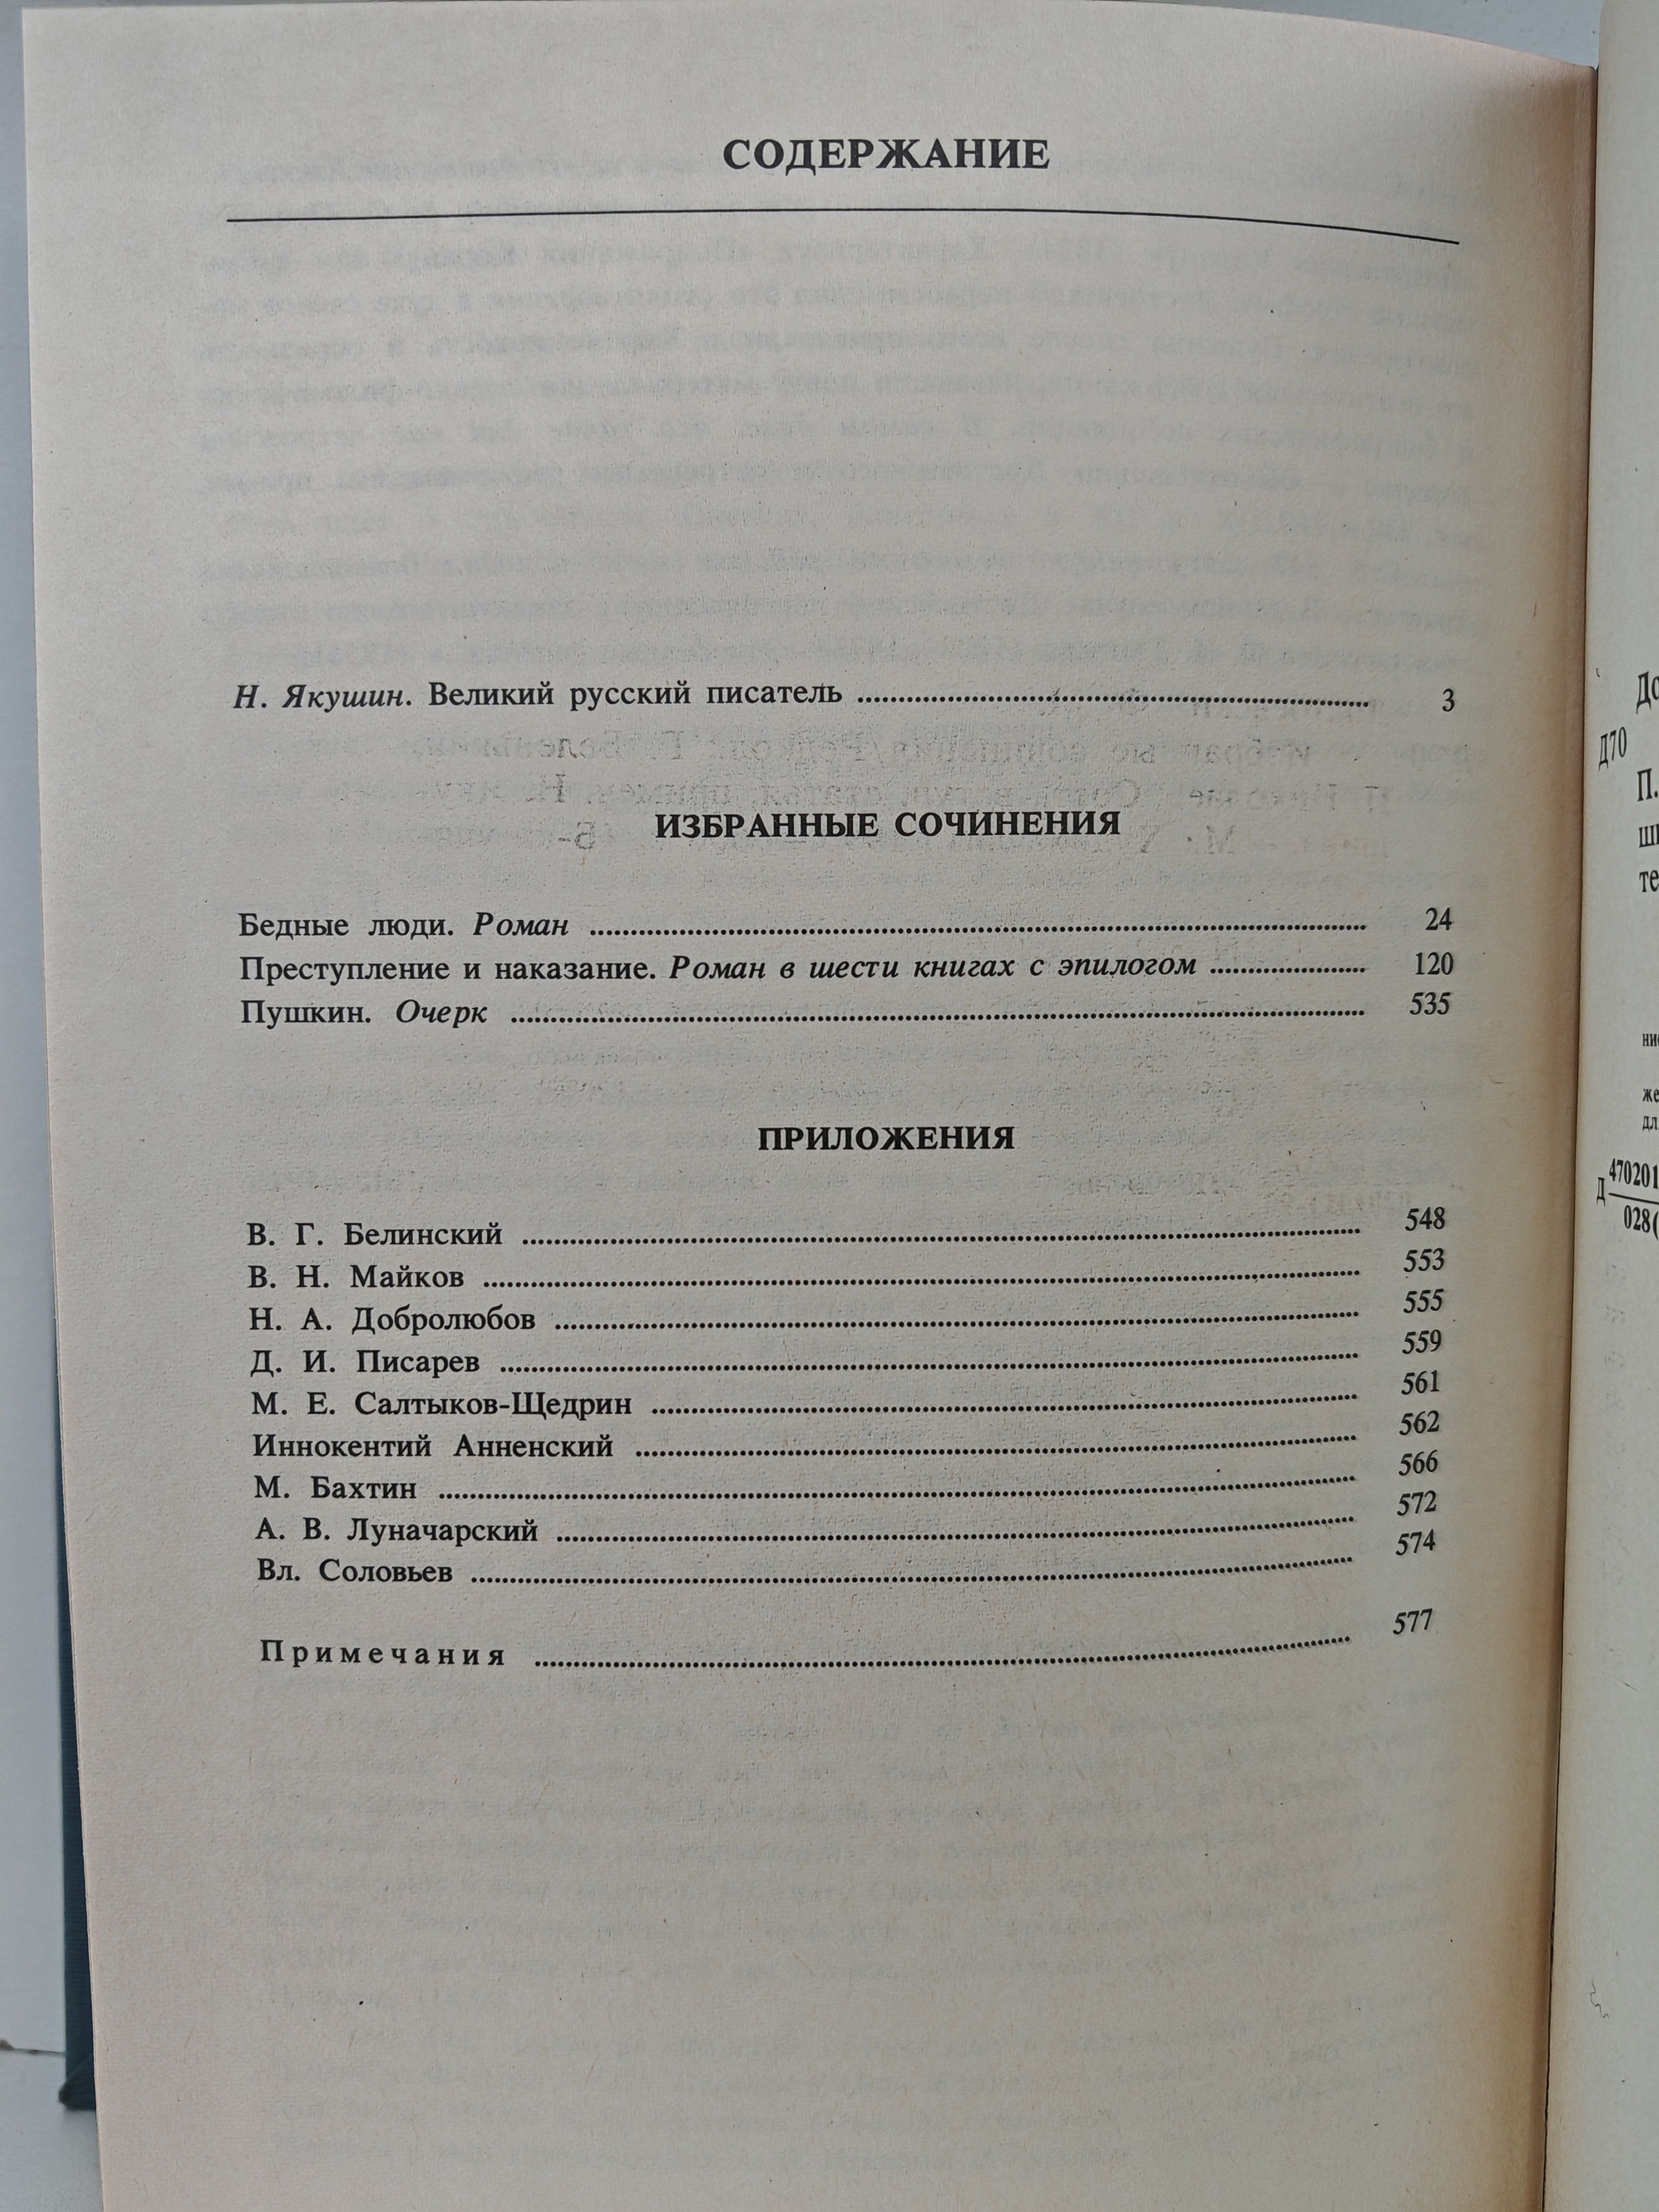 СОДЕРЖАНИЕ
Н. Якушин. Великий русский писатель ........ 3
ИЗБРАННЫЕ СОЧИНЕНИЯ
Бедные люди. Роман ........ 24
Преступление и наказание. Роман в шести книгах с эпилогом ........ 120
Пушкин. Очерк ........ 535
ПРИЛОЖЕНИЯ
В. Г. Белинский ........ 548
В. Н. Майков ........ 553
Н. А. Добролюбов ........ 555
Д. И. Писарев ........ 559
М. Е. Салтыков-Щедрин ........ 561
Иннокентий Анненский ........ 562
М. Бахтин ........ 566
А. В. Луначарский ........ 572
Вл. Соловьев ........ 574
Примечания ........ 577
Д70
П.
Д 470201
028(